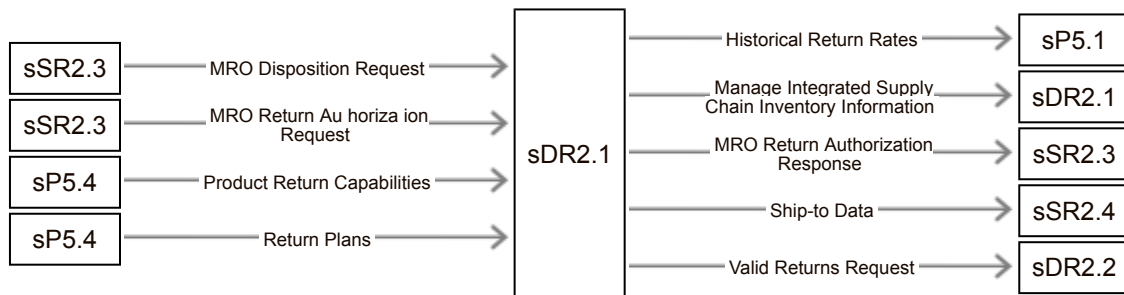 sSR2.3
MRO Disposition Request
sSR2.3
MRO Return Au horiza ion
Request
sP5.4
Product Return Capabilities
sP5.4
Return Plans
sDR2.1
Historical Return Rates
sP5.1
Manage Integrated Supply
Chain Inventory Information
sDR2.1
MRO Return Authorization
Response
sSR2.3
Ship-to Data
sSR2.4
Valid Returns Request
sDR2.2